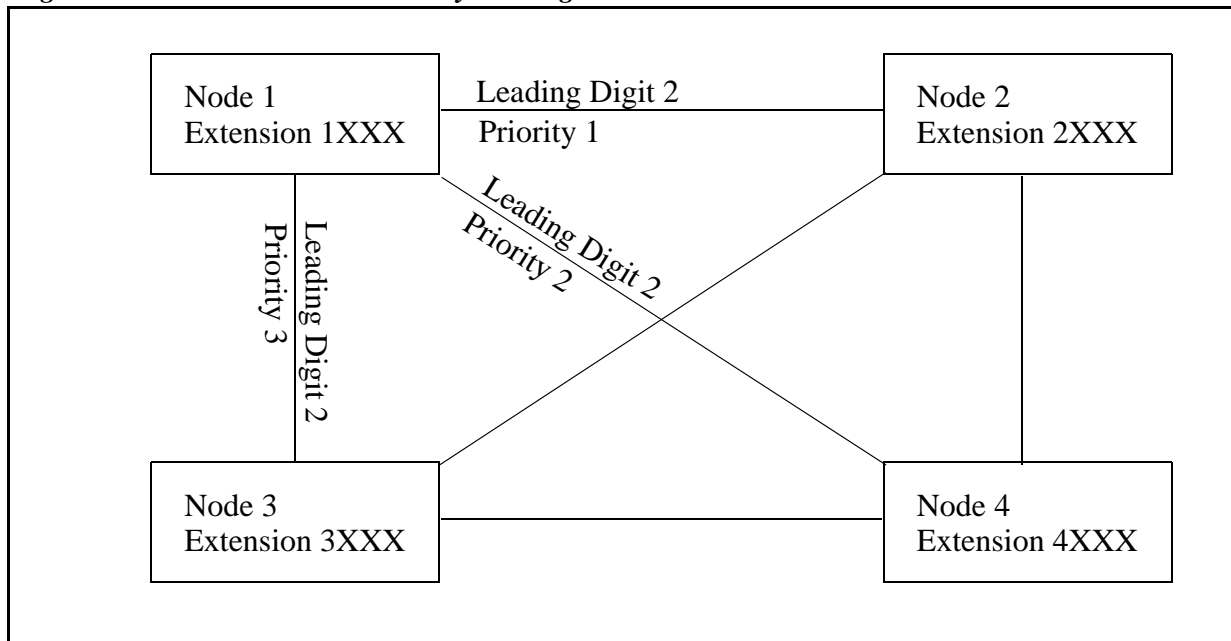 Node 1
Extension 1XXX
Leading Digit 2
Priority 1
Node 2
Extension 2XXX
Leading Digit 2
Priority 2
Leading Digit 2
Priority 3
Node 3
Extension 3XXX
Node 4
Extension 4XXX